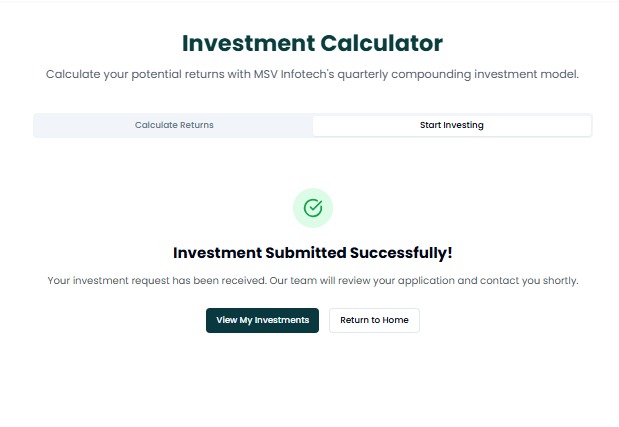 Investment Calculator
Calculate your potential returns with MSV Infotech's quarterly compounding investment model.
Calculate Returns
Start Investing
Investment Submitted Successfully!
Your investment request has been received. Our team will review your application and contact you shortly.
View My Investments
Return to Home